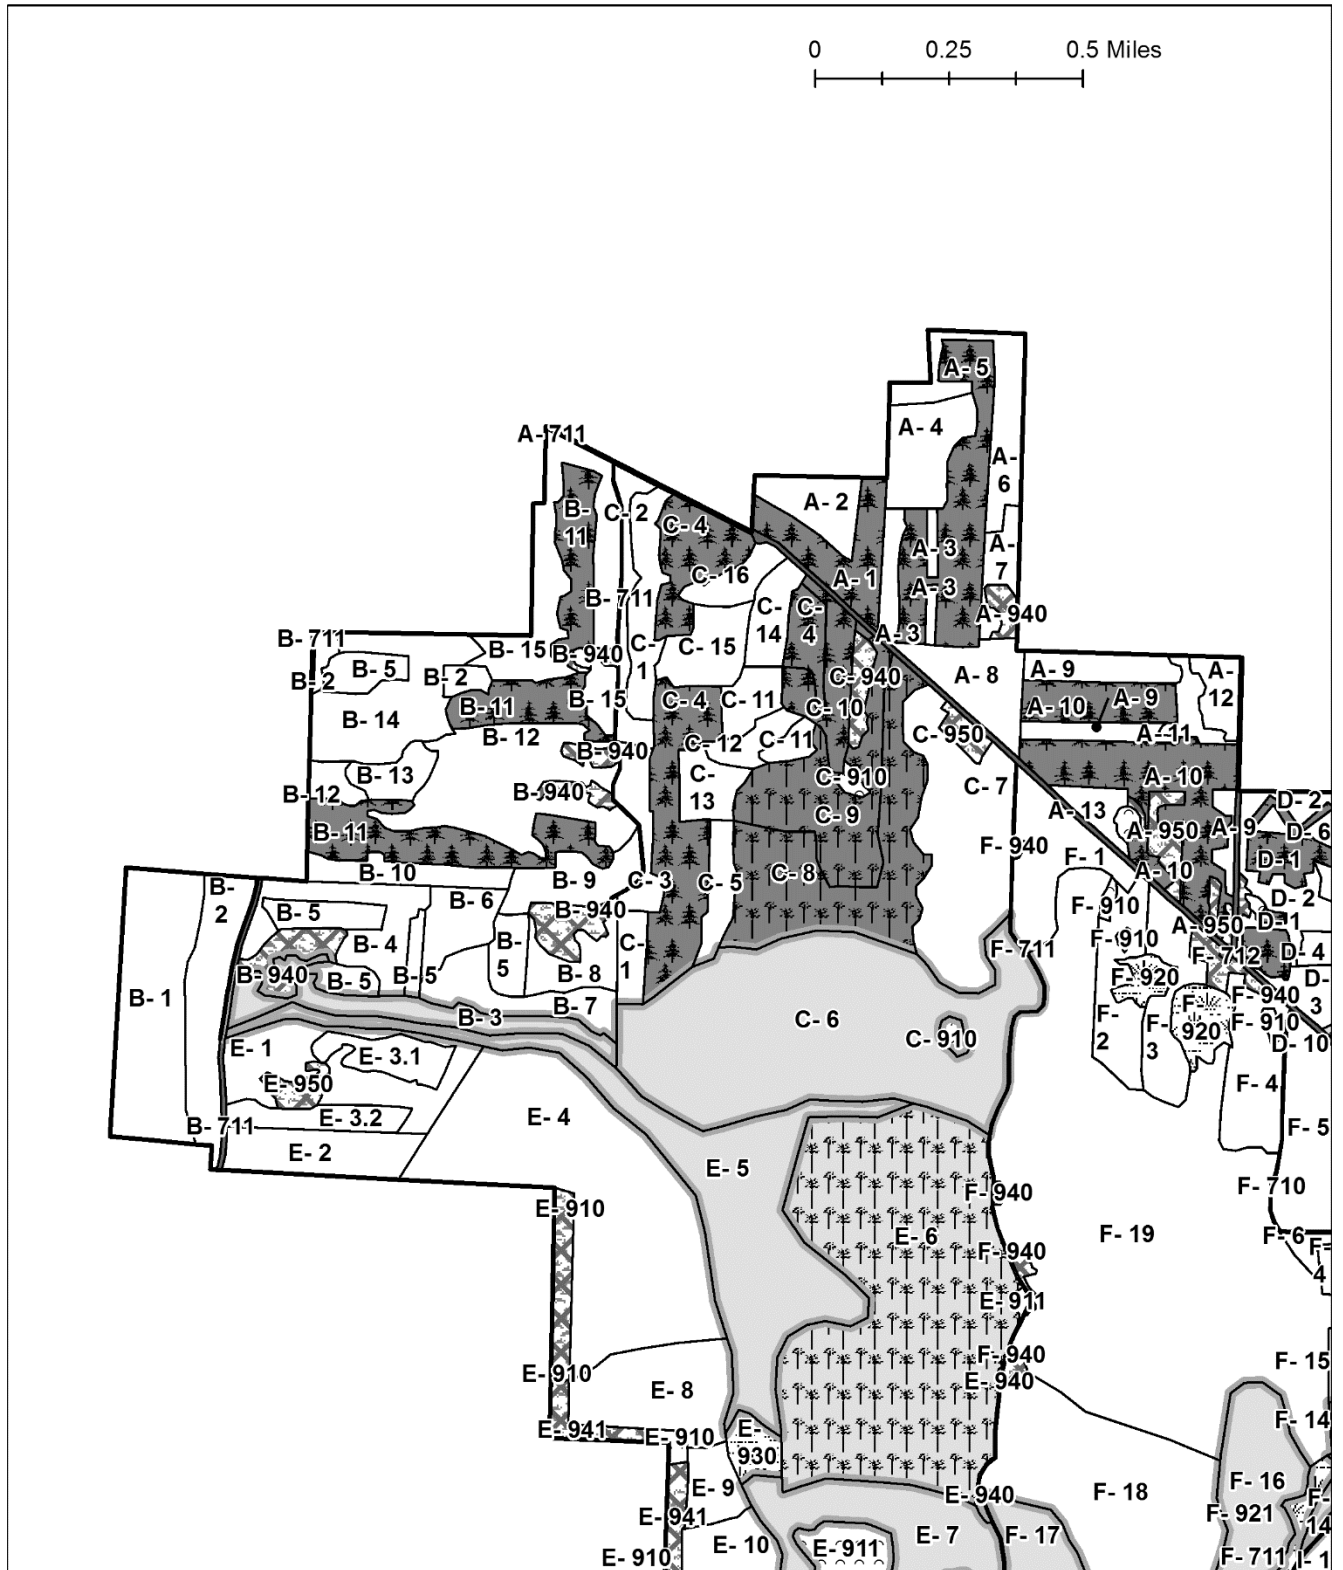 0 0.25 0.5 Miles
A- 5
A- 4
A- 711
A-
6
A- 2
B-
11
C- 2
C- 4
A- 3
A-
7
C- 16
A- 1
A- 3
B- 711
C-
14
C-
4
A- 940
A- 3
B- 711
B- 15
B- 940
C-
1
C- 15
B- 5
B- 2
B- 2
C- 940
A- 8
A- 9
A-
12
B- 15
C- 4
C- 11
C- 10
A- 10
A- 9
B- 14
B- 11
B- 12
C- 12
C- 11
C- 950
A- 11
B- 940
B- 13
C-
13
C- 910
C- 7
A- 10
B- 12
B- 940
C- 9
A- 13
D- 2
B- 11
A- 950
A- 9
D- 6
F- 940
F- 1
D- 1
B- 10
B- 9
C- 3
C- 5
C- 8
A- 10
B-
2
B- 6
D- 2
B- 5
B- 940
F- 910
A- 950
D- 1
B- 4
B-
5
C-
1
F- 711
F- 910
F- 712
D- 4
B- 940
B- 5
B- 5
B- 8
F- 920
F- 940
D-
3
B- 1
B- 7
B- 3
C- 6
F-
2
F-
3
F-
920
F- 910
C- 910
D- 10
E- 1
E- 3.1
E- 950
F- 4
B- 711
E- 3.2
E- 4
F- 5
E- 2
E- 5
F- 940
F- 710
E- 910
E- 6
F- 19
F- 6
F- 940
F-
4
E- 911
F- 940
F- 15
E- 910
E- 940
E- 8
F- 14
E- 941
E- 910
E-
930
F- 16
E- 9
E- 940
F- 18
F-
14
E- 941
F- 921
E- 10
E- 911
E- 7
F- 17
E- 910
F- 711
I- 1